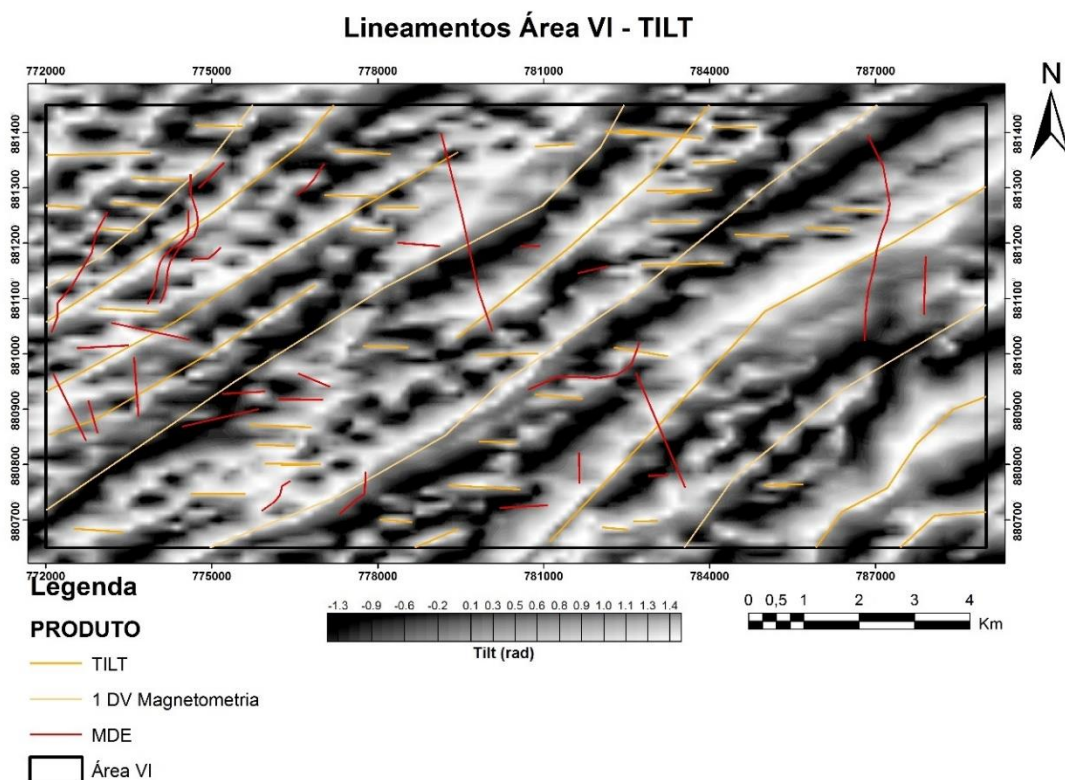 Lineamentos Área VI - TILT
772000 775000 778000 781000 784000 787000
N
881400 881400
881300 881300
881200 881200
881100 881100
881000 881000
880900 880900
880800 880800
880700 880700
772000 775000 778000 781000 784000 787000
Legenda
PRODUTO
TILT
1 DV Magnetometria
MDE
Área VI
-1.3 -0.9 -0.6 -0.2 0.1 0.3 0.5 0.6 0.8 0.9 1.0 1.1 1.3 1.4
Tilt (rad)
0 0,5 1 2 3 4
Km